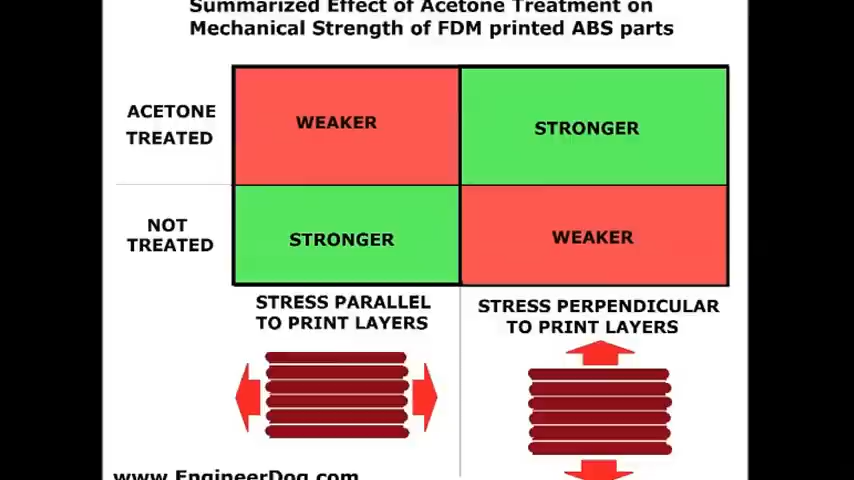 Summarized Effect of Acetone Treatment on
Mechanical Strength of FDM printed ABS parts
ACETONE
TREATED
WEAKER
STRONGER
NOT
TREATED
STRONGER
WEAKER
STRESS PARALLEL
TO PRINT LAYERS
STRESS PERPENDICULAR
TO PRINT LAYERS
www.EngineerDog.com